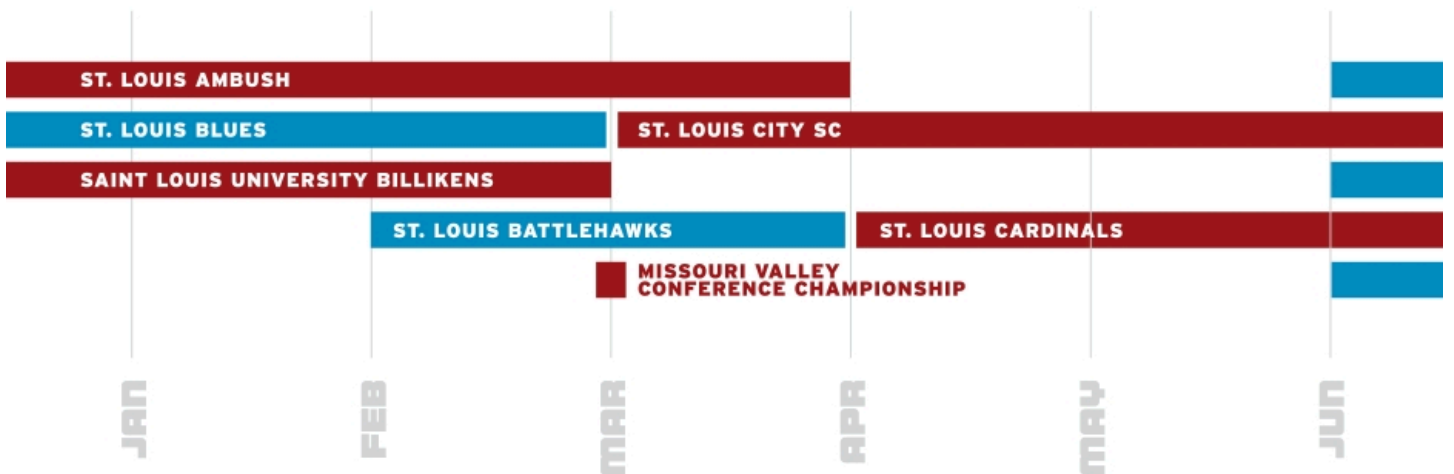 ST. LOUIS AMBUSH
ST. LOUIS BLUES
ST. LOUIS CITY SC
SAINT LOUIS UNIVERSITY BILLIKENS
ST. LOUIS BATTLEHAWKS
ST. LOUIS CARDINALS
MISSOURI VALLEY
CONFERENCE CHAMPIONSHIP
JAN
FEB
MAR
APR
MAY
JUN